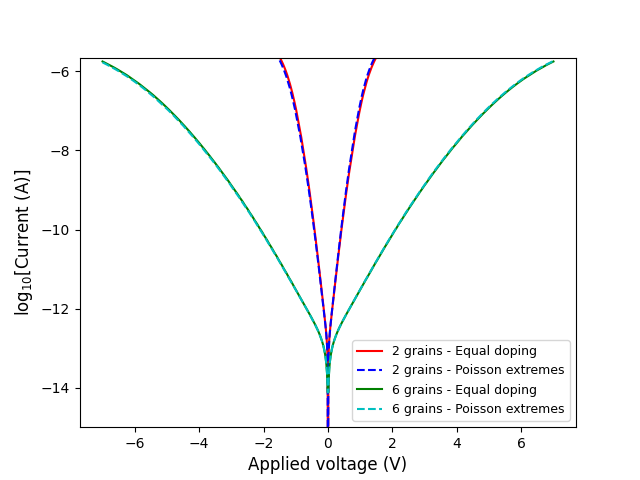 −6
−8
−10
−12
−14
log₁₀[Current (A)]
2 grains - Equal doping
2 grains - Poisson extremes
6 grains - Equal doping
6 grains - Poisson extremes
−6 −4 −2 0 2 4 6
Applied voltage (V)